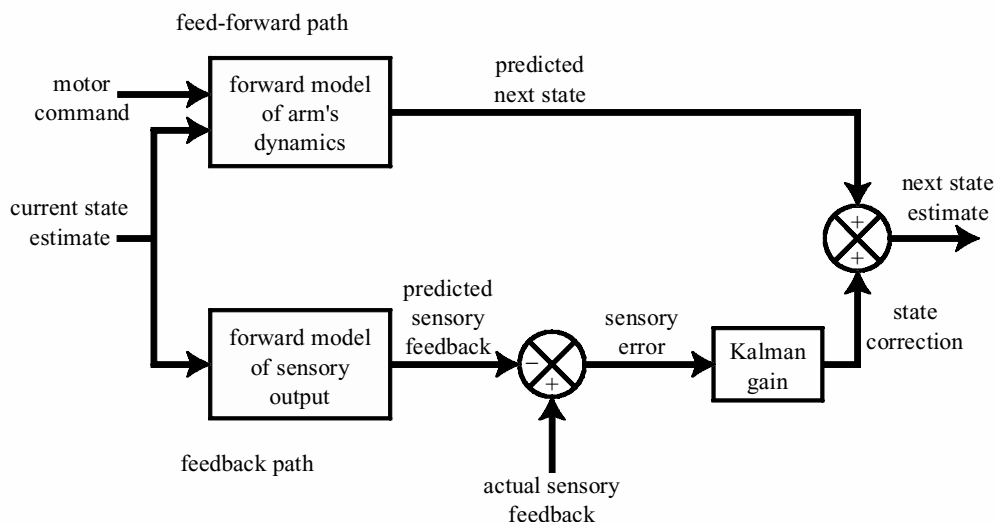 feed-forward path
motor
command
forward model
of arm's
dynamics
predicted
next state
current state
estimate
+
+
next state
estimate
forward model
of sensory
output
predicted
sensory
feedback
−
+
sensory
error
Kalman
gain
state
correction
feedback path
actual sensory
feedback